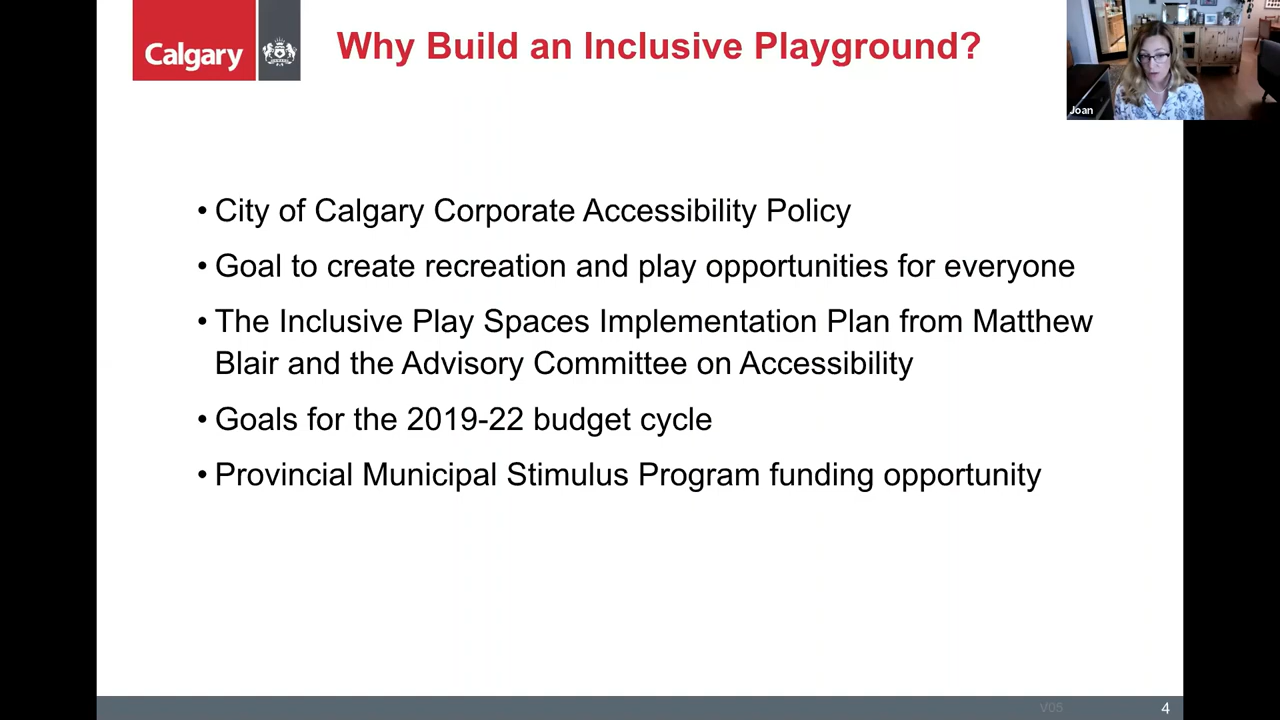 Calgary
Why Build an Inclusive Playground?
Joan
• City of Calgary Corporate Accessibility Policy
• Goal to create recreation and play opportunities for everyone
• The Inclusive Play Spaces Implementation Plan from Matthew
Blair and the Advisory Committee on Accessibility
• Goals for the 2019-22 budget cycle
• Provincial Municipal Stimulus Program funding opportunity
V05
4